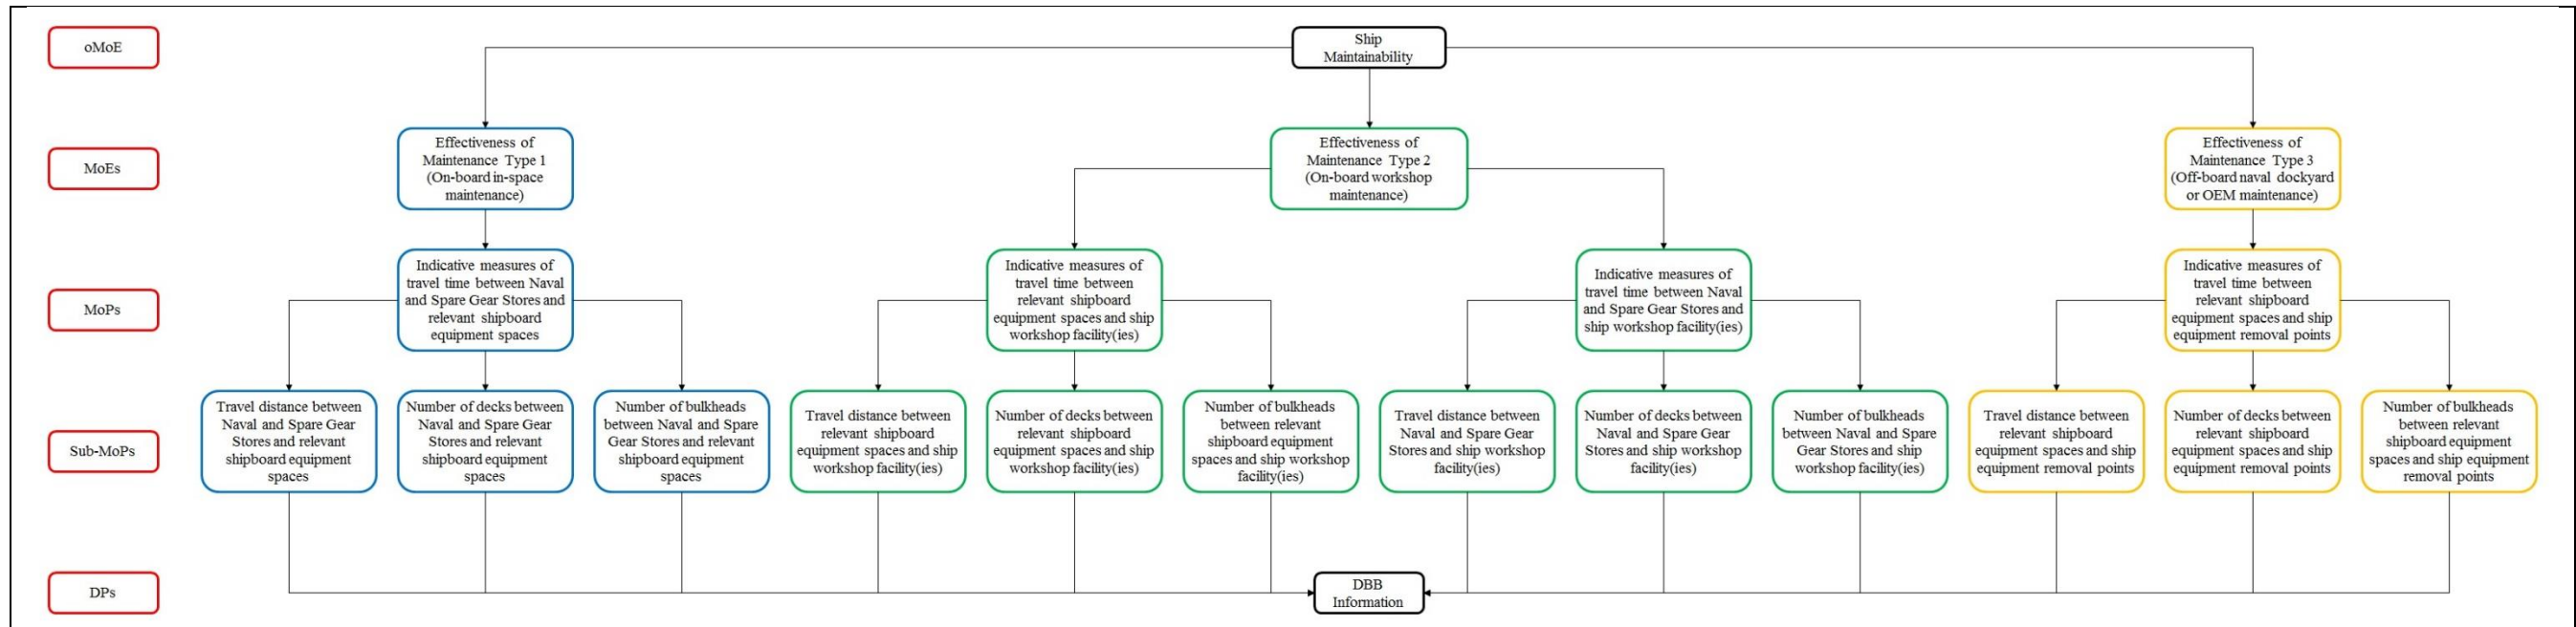 oMoE
Ship
Maintainability
MoEs
Effectiveness of
Maintenance Type 1
(On-board in-space
maintenance)
Effectiveness of
Maintenance Type 2
(On-board workshop
maintenance)
Effectiveness of
Maintenance Type 3
(Off-board naval dockyard
or OEM maintenance)
MoPs
Indicative measures of
travel time between Naval
and Spare Gear Stores and
relevant shipboard
equipment spaces
Indicative measures of
travel time between
relevant shipboard
equipment spaces and ship
workshop facility(ies)
Indicative measures of
travel time between Naval
and Spare Gear Stores and
ship workshop facility(ies)
Indicative measures of
travel time between
relevant shipboard
equipment spaces and ship
equipment removal points
Sub-MoPs
Travel distance between
Naval and Spare Gear
Stores and relevant
shipboard equipment
spaces
Number of decks between
Naval and Spare Gear
Stores and relevant
shipboard equipment
spaces
Number of bulkheads
between Naval and Spare
Gear Stores and relevant
shipboard equipment
spaces
Travel distance between
relevant shipboard
equipment spaces and ship
workshop facility(ies)
Number of decks between
relevant shipboard
equipment spaces and ship
workshop facility(ies)
Number of bulkheads
between relevant
shipboard equipment
spaces and ship workshop
facility(ies)
Travel distance between
Naval and Spare Gear
Stores and ship workshop
facility(ies)
Number of decks between
Naval and Spare Gear
Stores and ship workshop
facility(ies)
Number of bulkheads
between Naval and Spare
Gear Stores and ship
workshop facility(ies)
Travel distance between
relevant shipboard
equipment spaces and ship
equipment removal points
Number of decks between
relevant shipboard
equipment spaces and ship
equipment removal points
Number of bulkheads
between relevant
shipboard equipment
spaces and ship equipment
removal points
DPs
DBB
Information